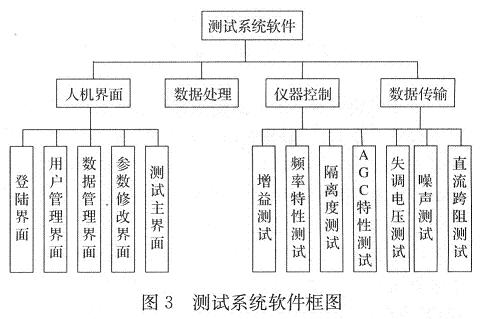 测试系统软件
人机界面
数据处理
仪器控制
数据传输
登陆界面
用户管理界面
数据管理界面
参数修改界面
测试主界面
增益测试
频率特性测试
隔离度测试
AGC特性测试
失调电压测试
噪声测试
直流跨阻测试
图3 测试系统软件框图